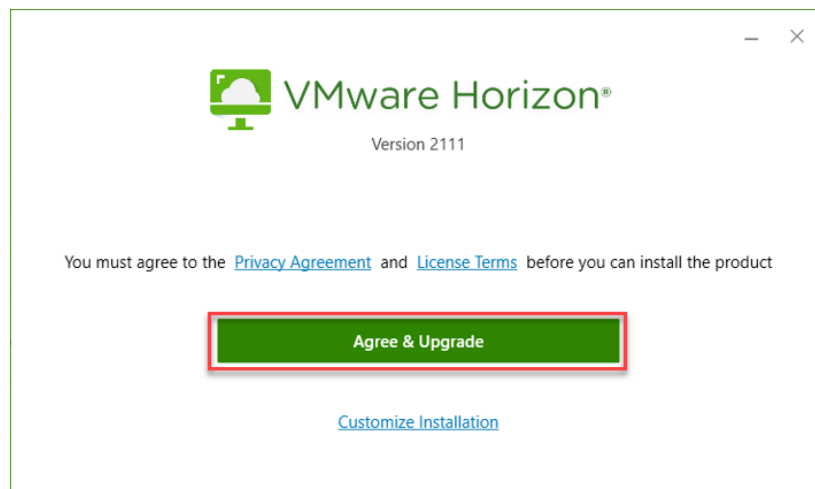 VMware Horizon®
Version 2111
You must agree to the Privacy Agreement and License Terms before you can install the product
Agree & Upgrade
Customize Installation